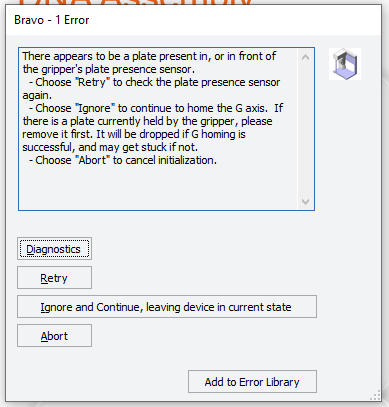 DNA Assembly
Bravo - 1 Error
There appears to be a plate present in, or in front of
the gripper's plate presence sensor.
- Choose "Retry" to check the plate presence sensor
again.
- Choose "Ignore" to continue to home the G axis.  If
there is a plate currently held by the gripper, please
remove it first. It will be dropped if G homing is
successful, and may get stuck if not.
- Choose "Abort" to cancel initialization.
Diagnostics
Retry
Ignore and Continue, leaving device in current state
Abort
Add to Error Library